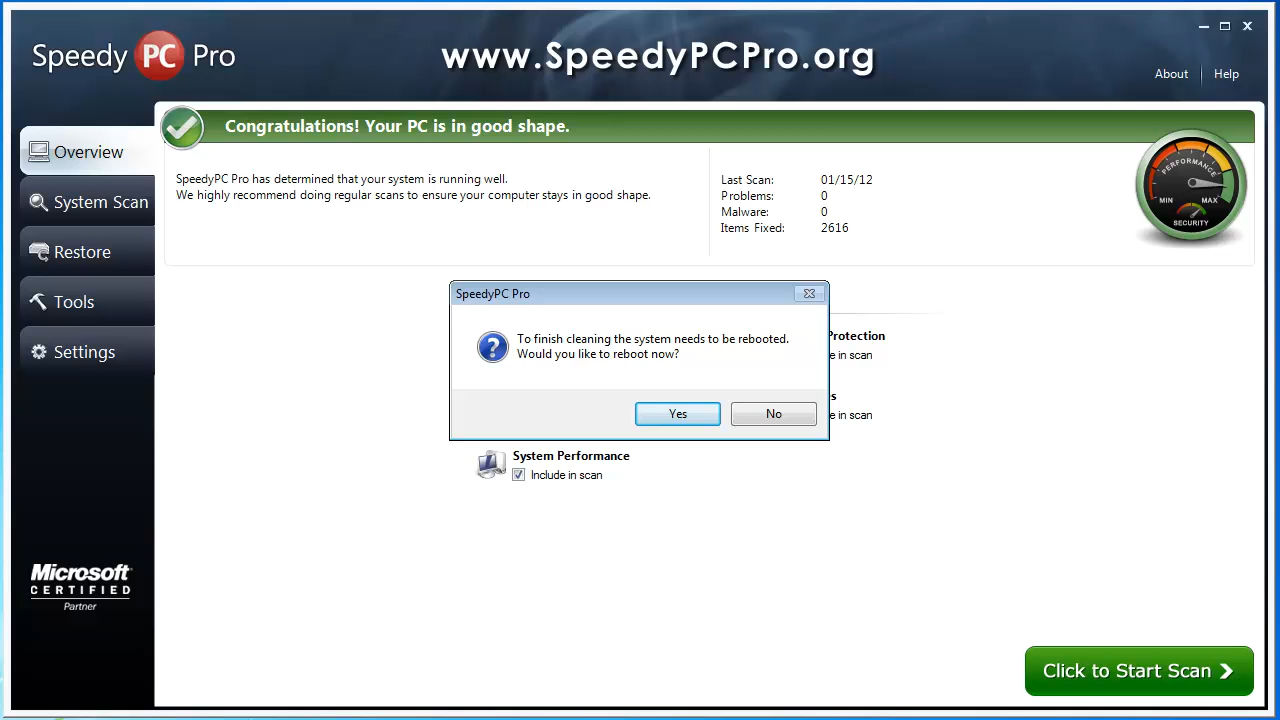 Speedy PC Pro
www.SpeedyPCPro.org
About
Help
Overview
System Scan
Restore
Tools
Settings
Congratulations! Your PC is in good shape.
SpeedyPC Pro has determined that your system is running well.
We highly recommend doing regular scans to ensure your computer stays in good shape.
Last Scan: 01/15/12
Problems: 0
Malware: 0
Items Fixed: 2616
PERFORMANCE
MIN MAX
SECURITY
SpeedyPC Pro
To finish cleaning the system needs to be rebooted.
Would you like to reboot now?
Yes
No
Protection
e in scan
s
e in scan
System Performance
Include in scan
Microsoft
CERTIFIED
Partner
Click to Start Scan